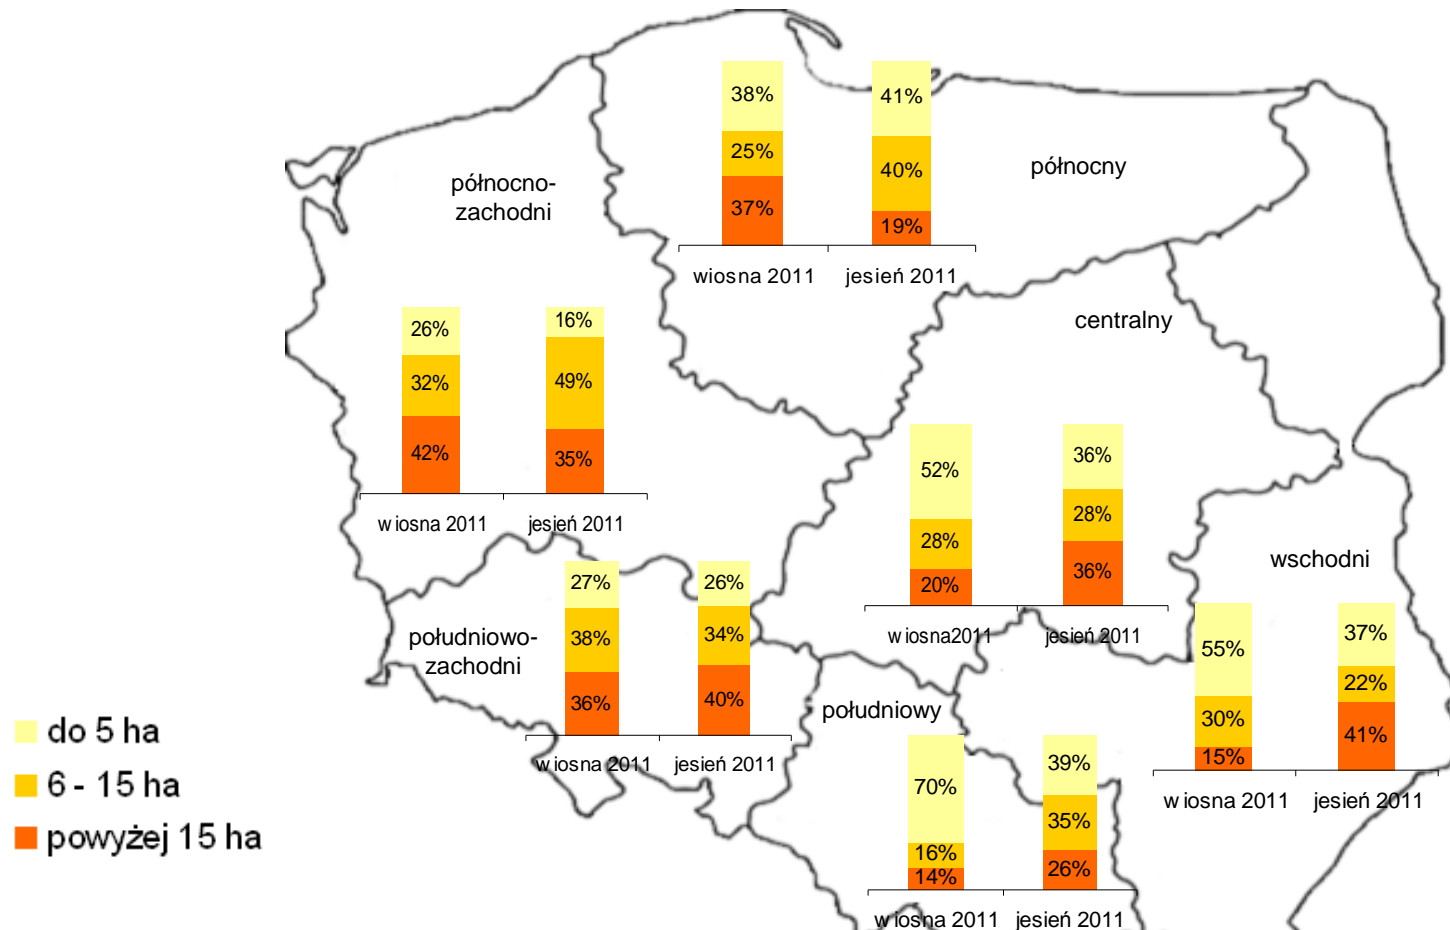 38%
41%
25%
40%
37%
19%
wiosna 2011
jesień 2011
północny
północno-
zachodni
26%
16%
32%
49%
42%
35%
wiosna 2011
jesień 2011
centralny
52%
36%
28%
28%
20%
36%
wiosna2011
jesień 2011
południowo-
zachodni
27%
26%
38%
34%
36%
40%
wiosna 2011
jesień 2011
wschodni
55%
37%
30%
22%
15%
41%
wiosna 2011
jesień 2011
południowy
70%
39%
16%
35%
14%
26%
wiosna 2011
jesień 2011
do 5 ha
6 - 15 ha
powyżej 15 ha